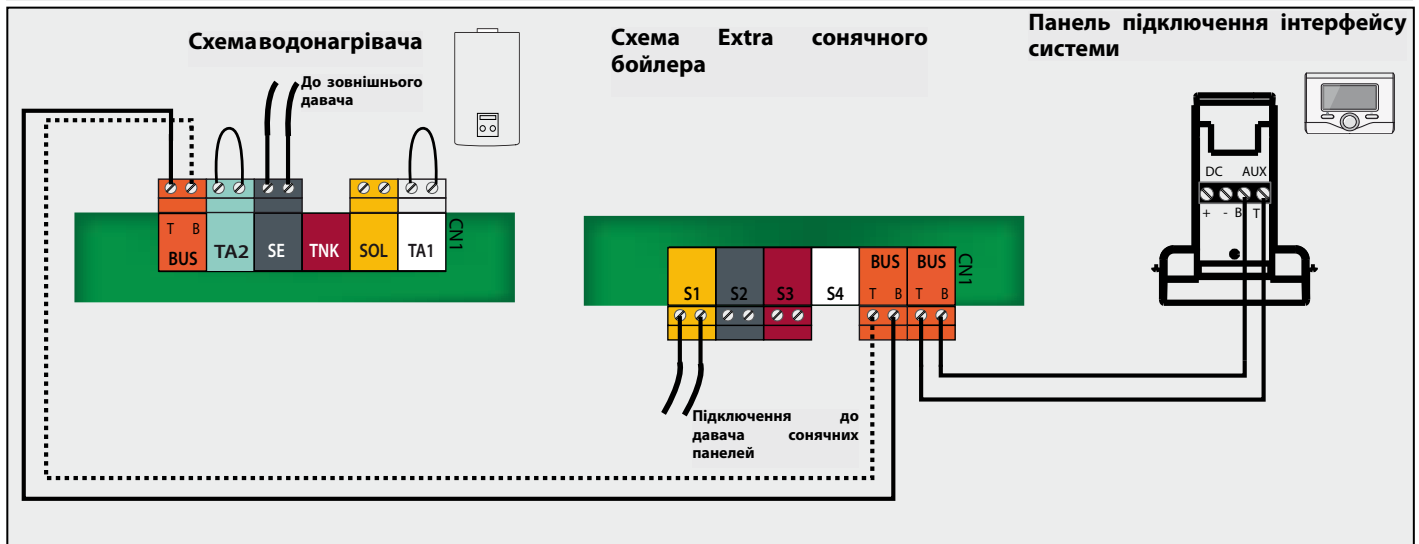 Схема водонагрівача
До зовнішнього
давача
T B
BUS
TA2
SE
TNK
SOL
TA1
CN1
Схема Extra сонячного
бойлера
S1
S2
S3
S4
BUS
T B
BUS
T B
CN1
Підключення до
давача сонячних
панелей
Панель підключення інтерфейсу
системи
DC AUX
+ - B T